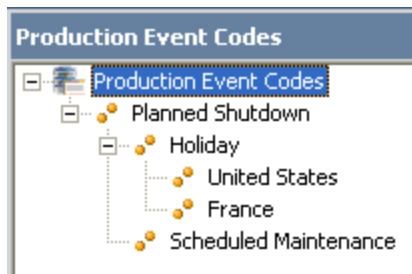 Production Event Codes
Production Event Codes
Planned Shutdown
Holiday
United States
France
Scheduled Maintenance